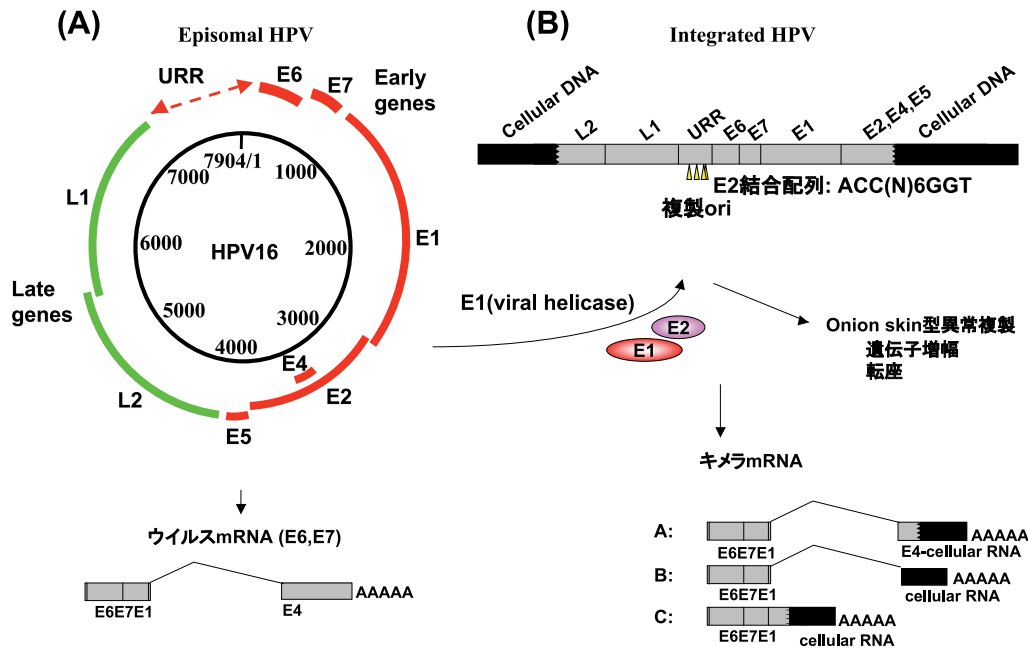 (A)
Episomal HPV
URR
E6
E7
Early
genes
7904/1
1000
2000
3000
4000
5000
6000
7000
HPV16
L1
E1
Late
genes
L2
E4
E2
E5
ウイルスmRNA (E6,E7)
E6E7E1
E4
AAAAA
(B)
Integrated HPV
Cellular DNA
L2
L1
URR
E6
E7
E1
E2,E4,E5
Cellular DNA
E2結合配列: ACC(N)6GGT
複製ori
E1(viral helicase)
E2
E1
Onion skin型異常複製
遺伝子増幅
転座
キメラmRNA
A:
E6E7E1
E4-cellular RNA
AAAAA
B:
E6E7E1
cellular RNA
AAAAA
C:
E6E7E1
cellular RNA
AAAAA